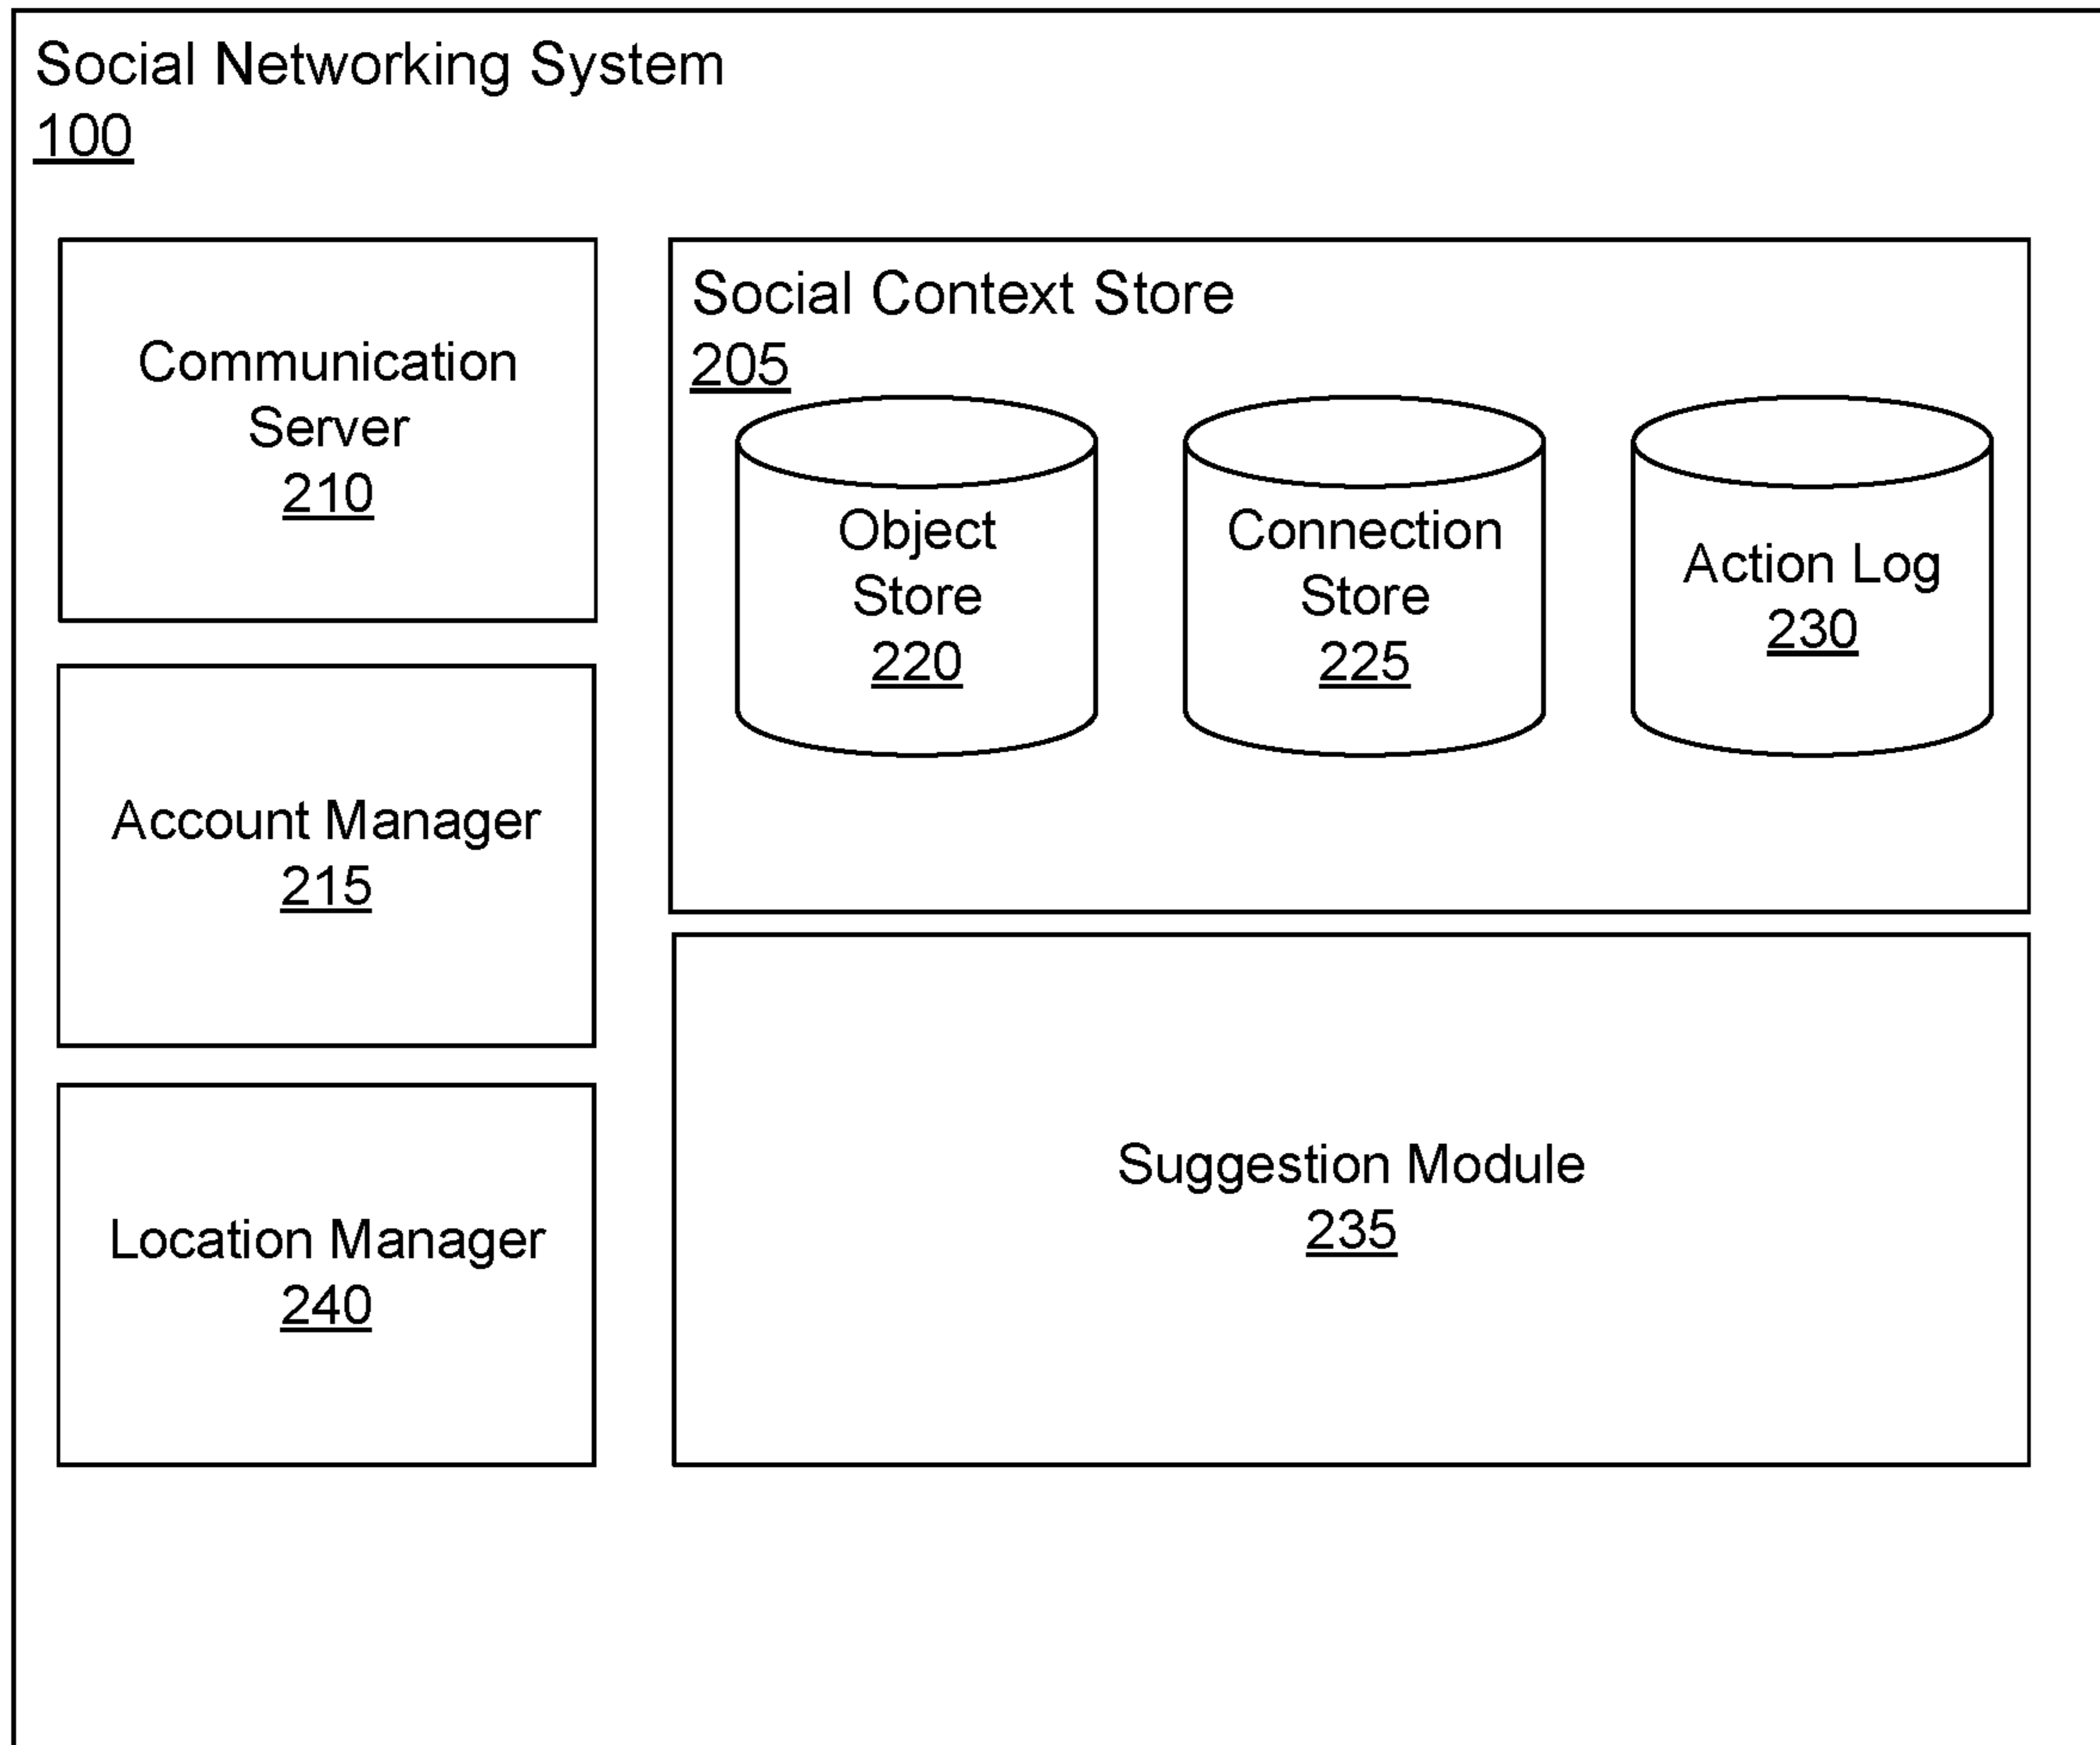 Social Networking System
100
Communication
Server
210
Account Manager
215
Location Manager
240
Social Context Store
205
Object
Store
220
Connection
Store
225
Action Log
230
Suggestion Module
235